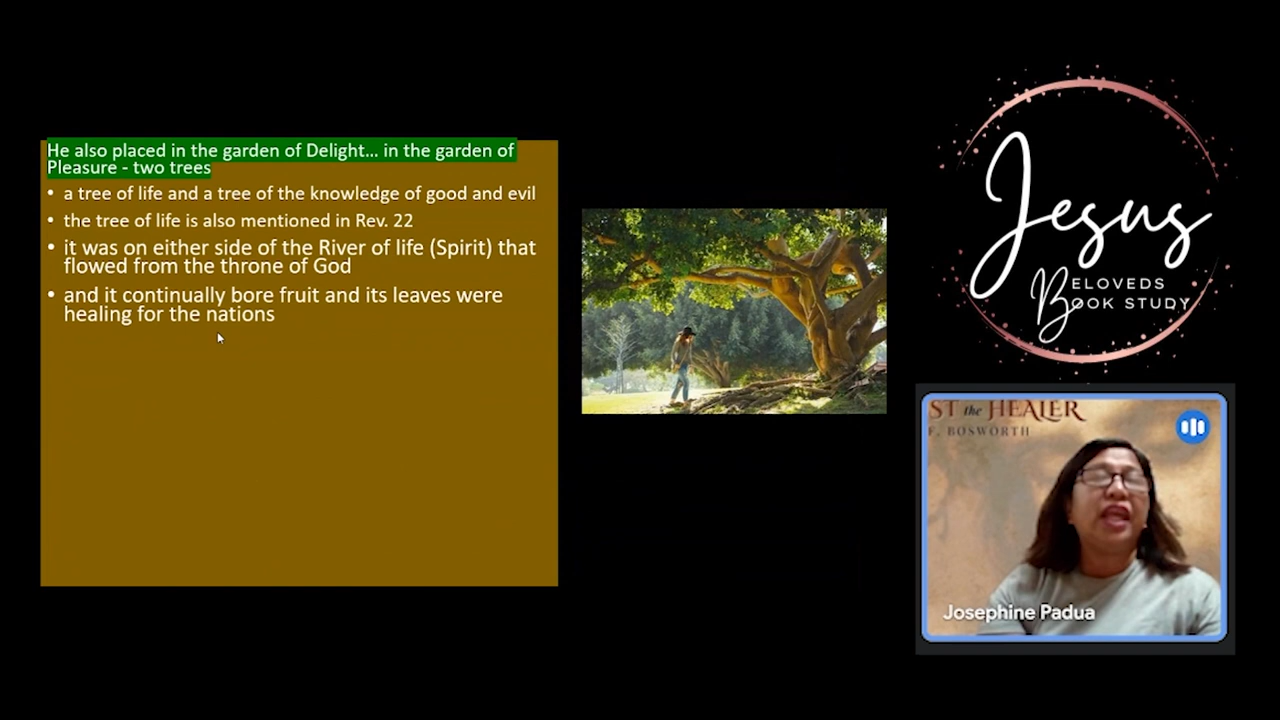 He also placed in the garden of Delight... in the garden of
Pleasure - two trees
• a tree of life and a tree of the knowledge of good and evil
• the tree of life is also mentioned in Rev. 22
• it was on either side of the River of life (Spirit) that
flowed from the throne of God
• and it continually bore fruit and its leaves were
healing for the nations
Jesus
BELOVEDS
BOOK STUDY
ST the HEALER
F. BOSWORTH
Josephine Padua